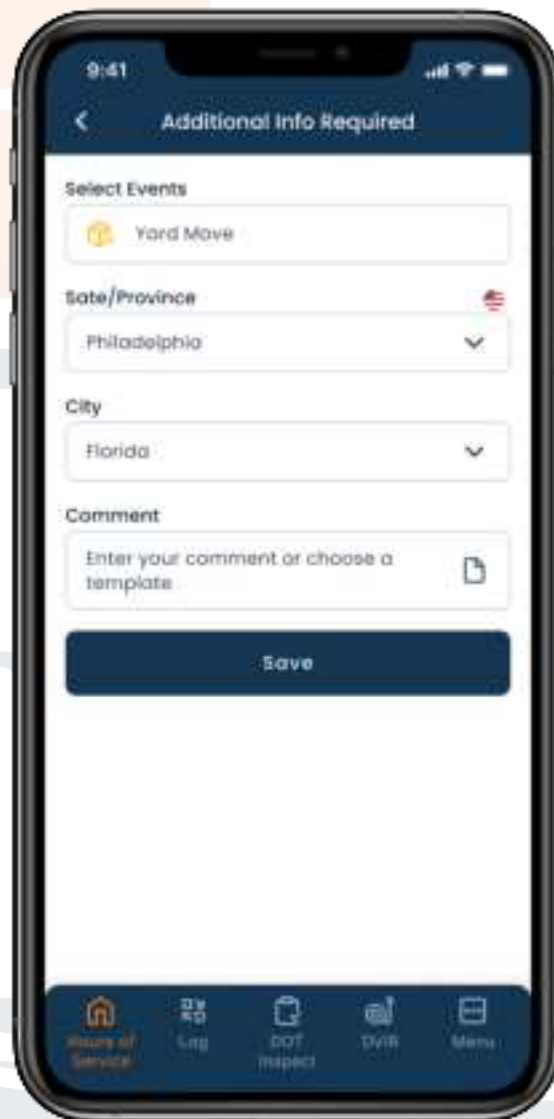 9:41
Additional Info Required
Select Events
Yard Move
Sate/Province
Philadelphia
City
Florida
Comment
Enter your comment or choose a
template
Save
Hours of
Service
Log
DOT
Inspect
DVIR
Menu